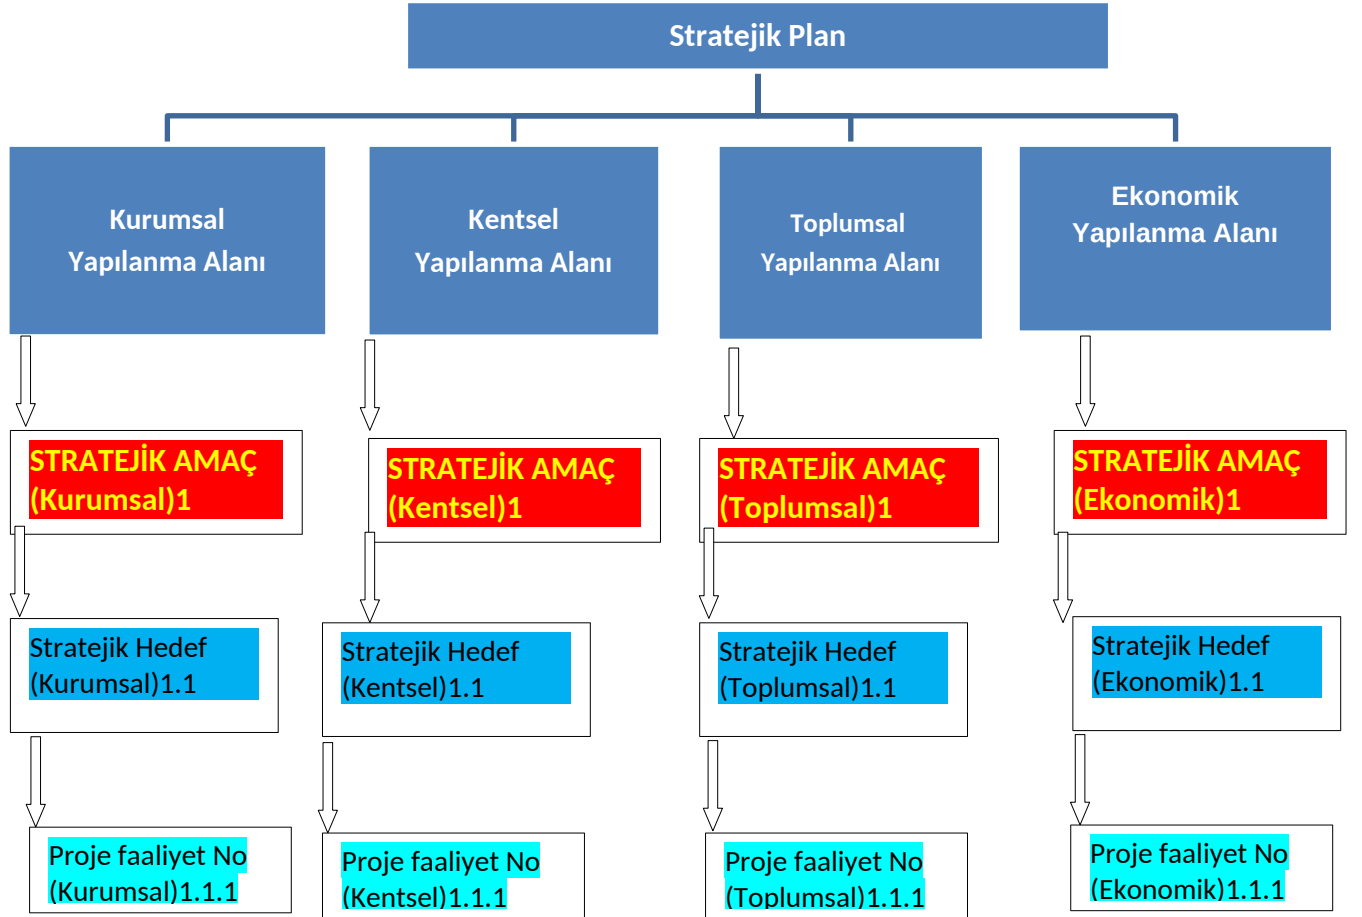 Stratejik Plan
Kurumsal
Yapılanma Alanı
Kentsel
Yapılanma Alanı
Toplumsal
Yapılanma Alanı
Ekonomik
Yapılanma Alanı
STRATEJİK AMAÇ
(Kurumsal)1
STRATEJİK AMAÇ
(Kentsel)1
STRATEJİK AMAÇ
(Toplumsal)1
STRATEJİK AMAÇ
(Ekonomik)1
Stratejik Hedef
(Kurumsal)1.1
Stratejik Hedef
(Kentsel)1.1
Stratejik Hedef
(Toplumsal)1.1
Stratejik Hedef
(Ekonomik)1.1
Proje faaliyet No
(Kurumsal)1.1.1
Proje faaliyet No
(Kentsel)1.1.1
Proje faaliyet No
(Toplumsal)1.1.1
Proje faaliyet No
(Ekonomik)1.1.1